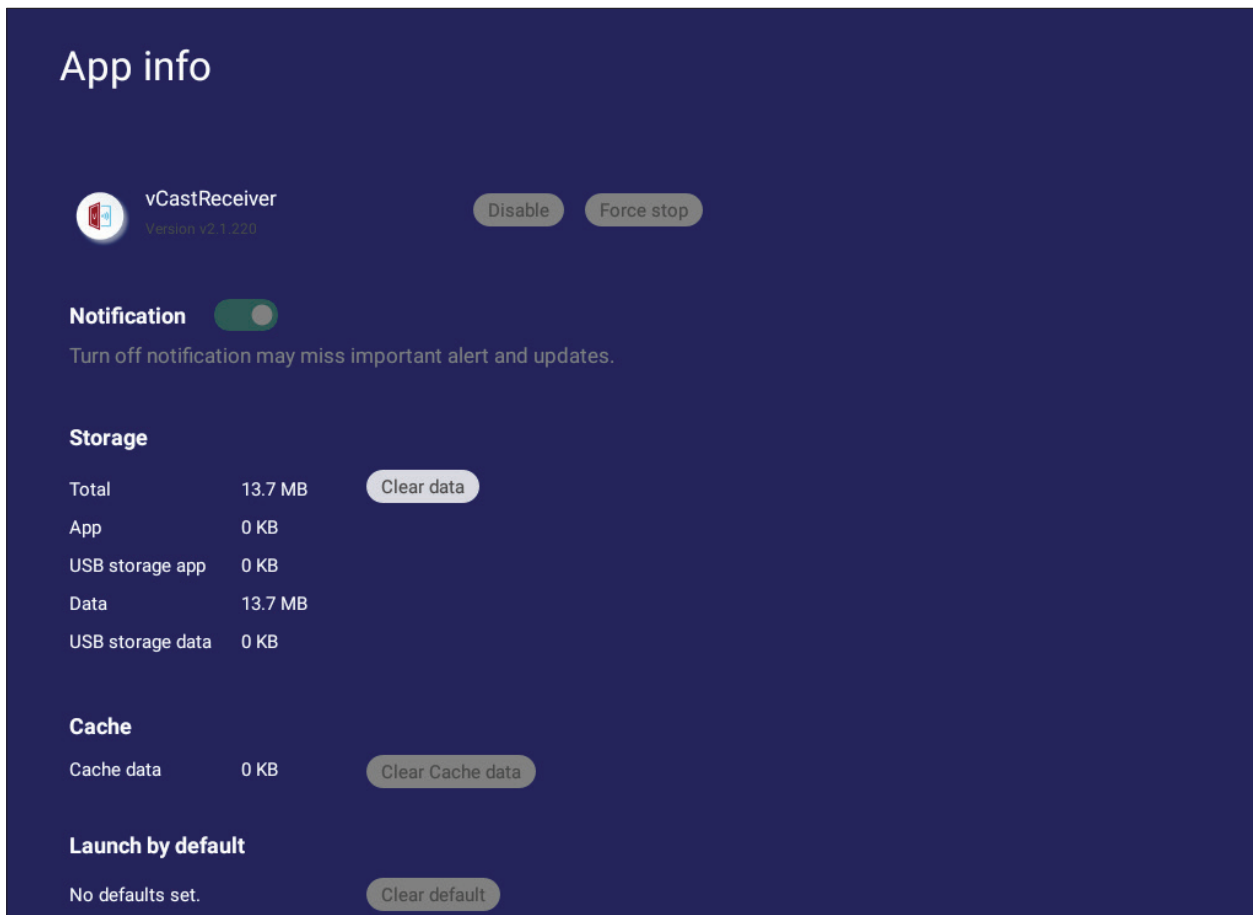 App info
vCastReceiver
Disable
Force stop
Version v2.1.220
Notification
Turn off notification may miss important alert and updates.
Storage
Total 13.7 MB Clear data
App 0 KB
USB storage app 0 KB
Data 13.7 MB
USB storage data 0 KB
Cache
Cache data 0 KB Clear Cache data
Launch by default
No defaults set. Clear default